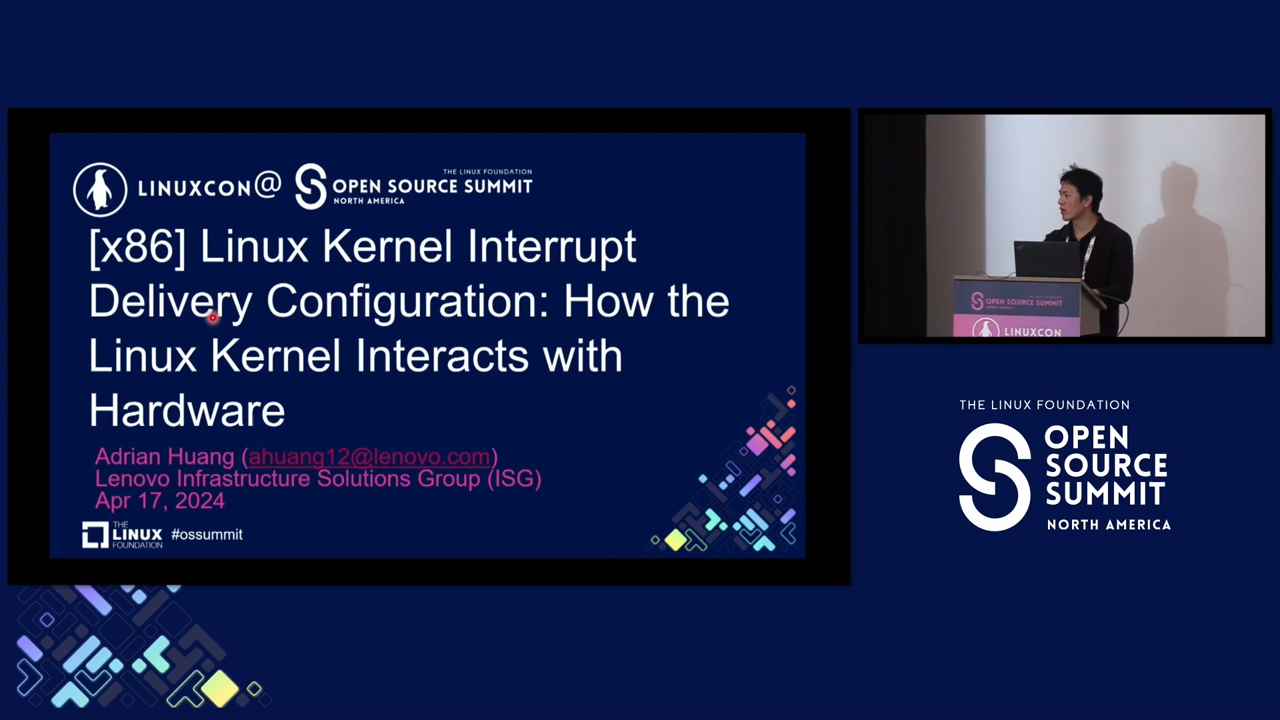 LINUXCON@
THE LINUX FOUNDATION
OPEN SOURCE SUMMIT
NORTH AMERICA
[x86] Linux Kernel Interrupt
Delivery Configuration: How the
Linux Kernel Interacts with
Hardware
Adrian Huang (ahuang12@lenovo.com)
Lenovo Infrastructure Solutions Group (ISG)
Apr 17, 2024
THE
LINUX
FOUNDATION
#ossummit
OPEN SOURCE SUMMIT
LINUXCON
THE LINUX FOUNDATION
OPEN
SOURCE
SUMMIT
NORTH AMERICA